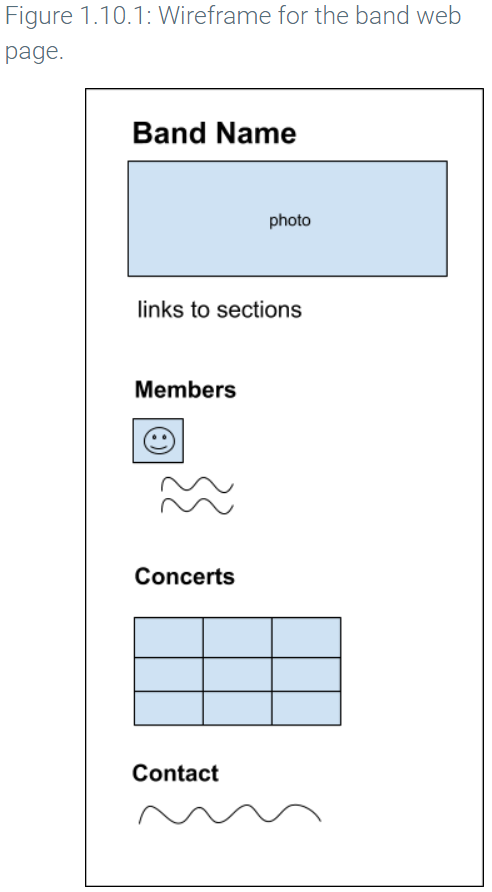 Figure 1.10.1: Wireframe for the band web
page.
Band Name
photo
links to sections
Members
Concerts
Contact